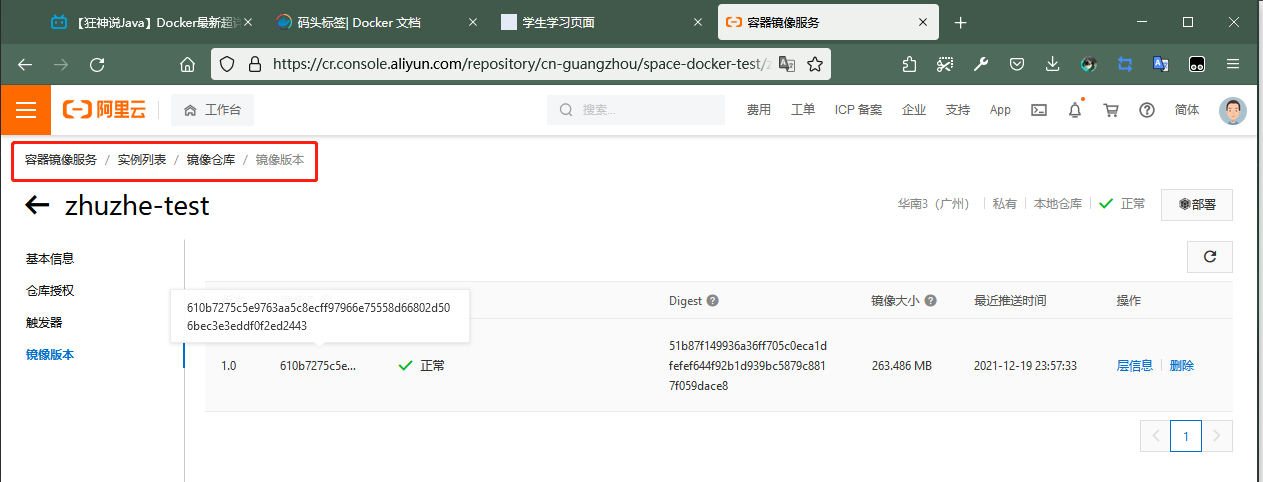 【狂神说Java】Docker最新超
码头标签| Docker 文档
学生学习页面
容器镜像服务
https://cr.console.aliyun.com/repository/cn-guangzhou/space-docker-test/
阿里云
工作台
搜索...
费用
工单
ICP 备案
企业
支持
App
简体
容器镜像服务 / 实例列表 / 镜像仓库 / 镜像版本
zhuzhe-test
华南3（广州）
私有
本地仓库
正常
部署
基本信息
仓库授权
触发器
镜像版本
610b7275c5e9763aa5c8ecff97966e75558d66802d50
6bec3e3eddf0f2ed2443
Digest
镜像大小
最近推送时间
操作
1.0
610b7275c5e...
正常
51b87f149936a36ff705c0eca1d
fefef644f92b1d939bc5879c881
7f059dace8
263.486 MB
2021-12-19 23:57:33
层信息
删除
1